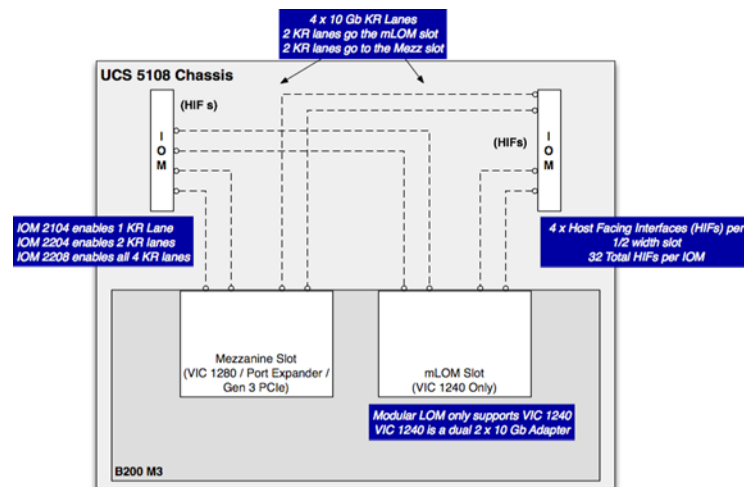 4 x 10 Gb KR Lanes
2 KR lanes go the mLOM slot
2 KR lanes go to the Mezz slot
UCS 5108 Chassis
(HIF s)
I
O
M
(HIFs)
I
O
M
IOM 2104 enables 1 KR Lane
IOM 2204 enables 2 KR lanes
IOM 2208 enables all 4 KR lanes
4 x Host Facing Interfaces (HIFs) per
1/2 width slot
32 Total HIFs per IOM
Mezzanine Slot
(VIC 1280 / Port Expander /
Gen 3 PCIe)
mLOM Slot
(VIC 1240 Only)
Modular LOM only supports VIC 1240
VIC 1240 is a dual 2 x 10 Gb Adapter
B200 M3